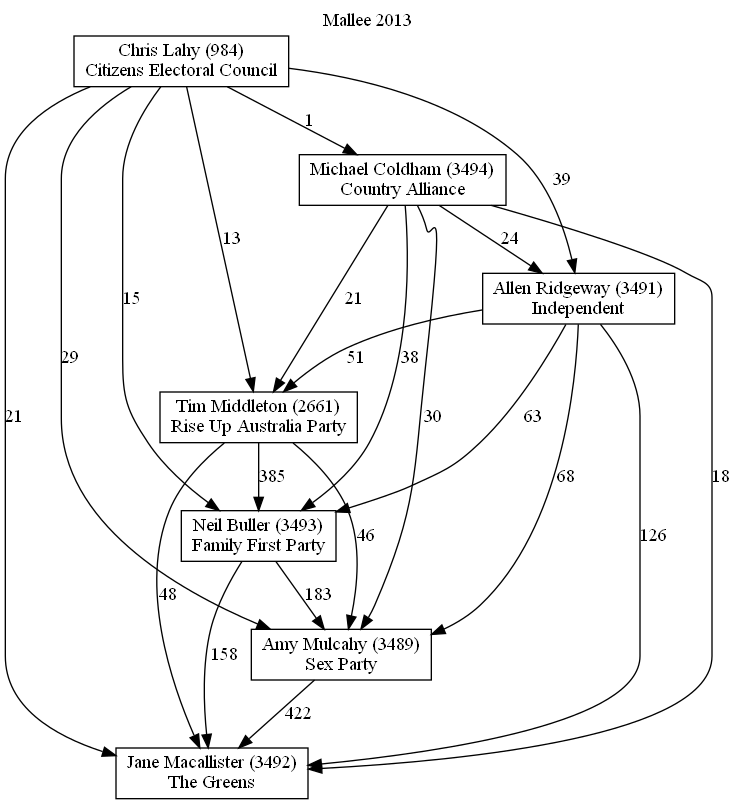 Mallee 2013
Chris Lahy (984)
Citizens Electoral Council
1
Michael Coldham (3494)
Country Alliance
39
13
24
Allen Ridgeway (3491)
Independent
15
21
29
51
38
Tim Middleton (2661)
Rise Up Australia Party
21
63
30
385
68
18
Neil Buller (3493)
Family First Party
46
126
48
183
Amy Mulcahy (3489)
Sex Party
158
422
Jane Macallister (3492)
The Greens